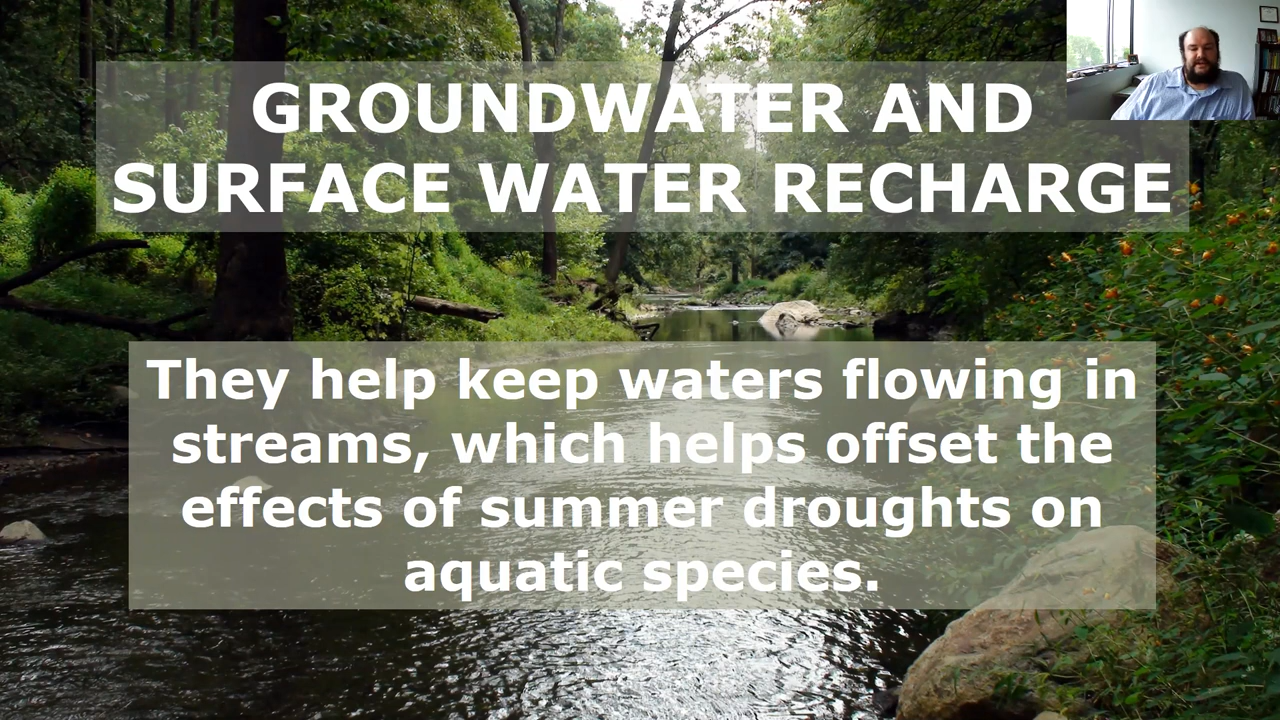 GROUNDWATER AND
SURFACE WATER RECHARGE
They help keep waters flowing in
streams, which helps offset the
effects of summer droughts on
aquatic species.